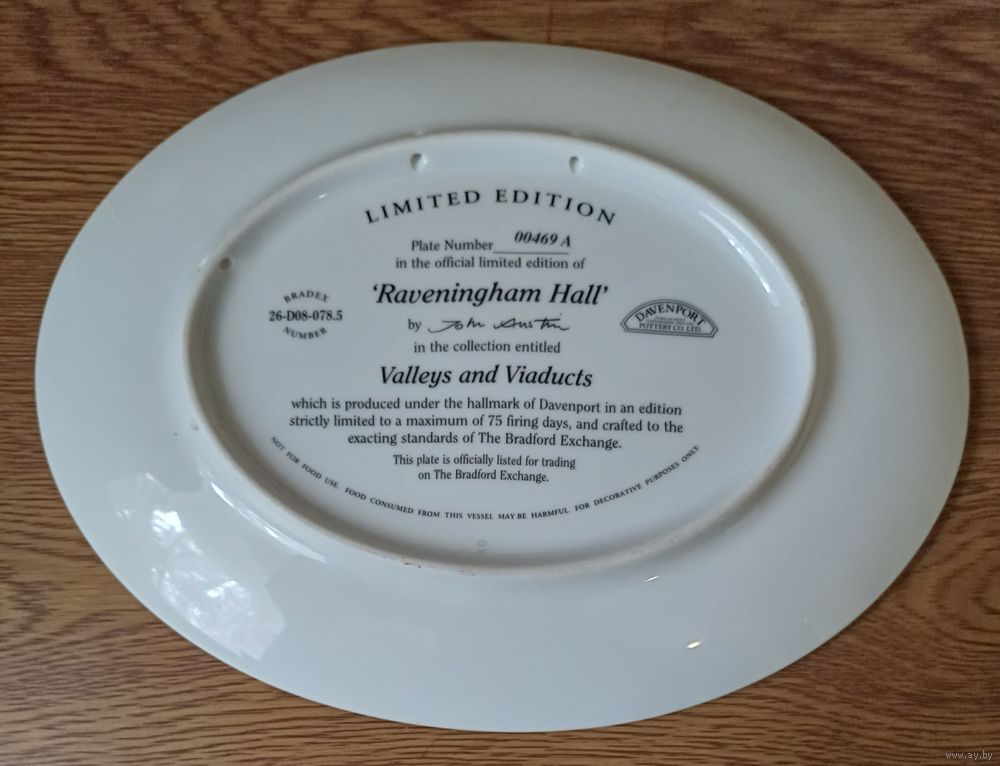 LIMITED EDITION
Plate Number 00469 A
in the official limited edition of
'Raveningham Hall'
by John Austin
in the collection entitled
Valleys and Viaducts
which is produced under the hallmark of Davenport in an edition
strictly limited to a maximum of 75 firing days, and crafted to the
exacting standards of The Bradford Exchange.
This plate is officially listed for trading
on The Bradford Exchange.
NOT FOR FOOD USE. FOOD CONSUMED FROM THIS VESSEL MAY BE HARMFUL. FOR DECORATIVE PURPOSES ONLY.
BRADEX
26-D08-078.5
NUMBER
DAVENPORT
POTTERY CO. LTD.
www.ay.by